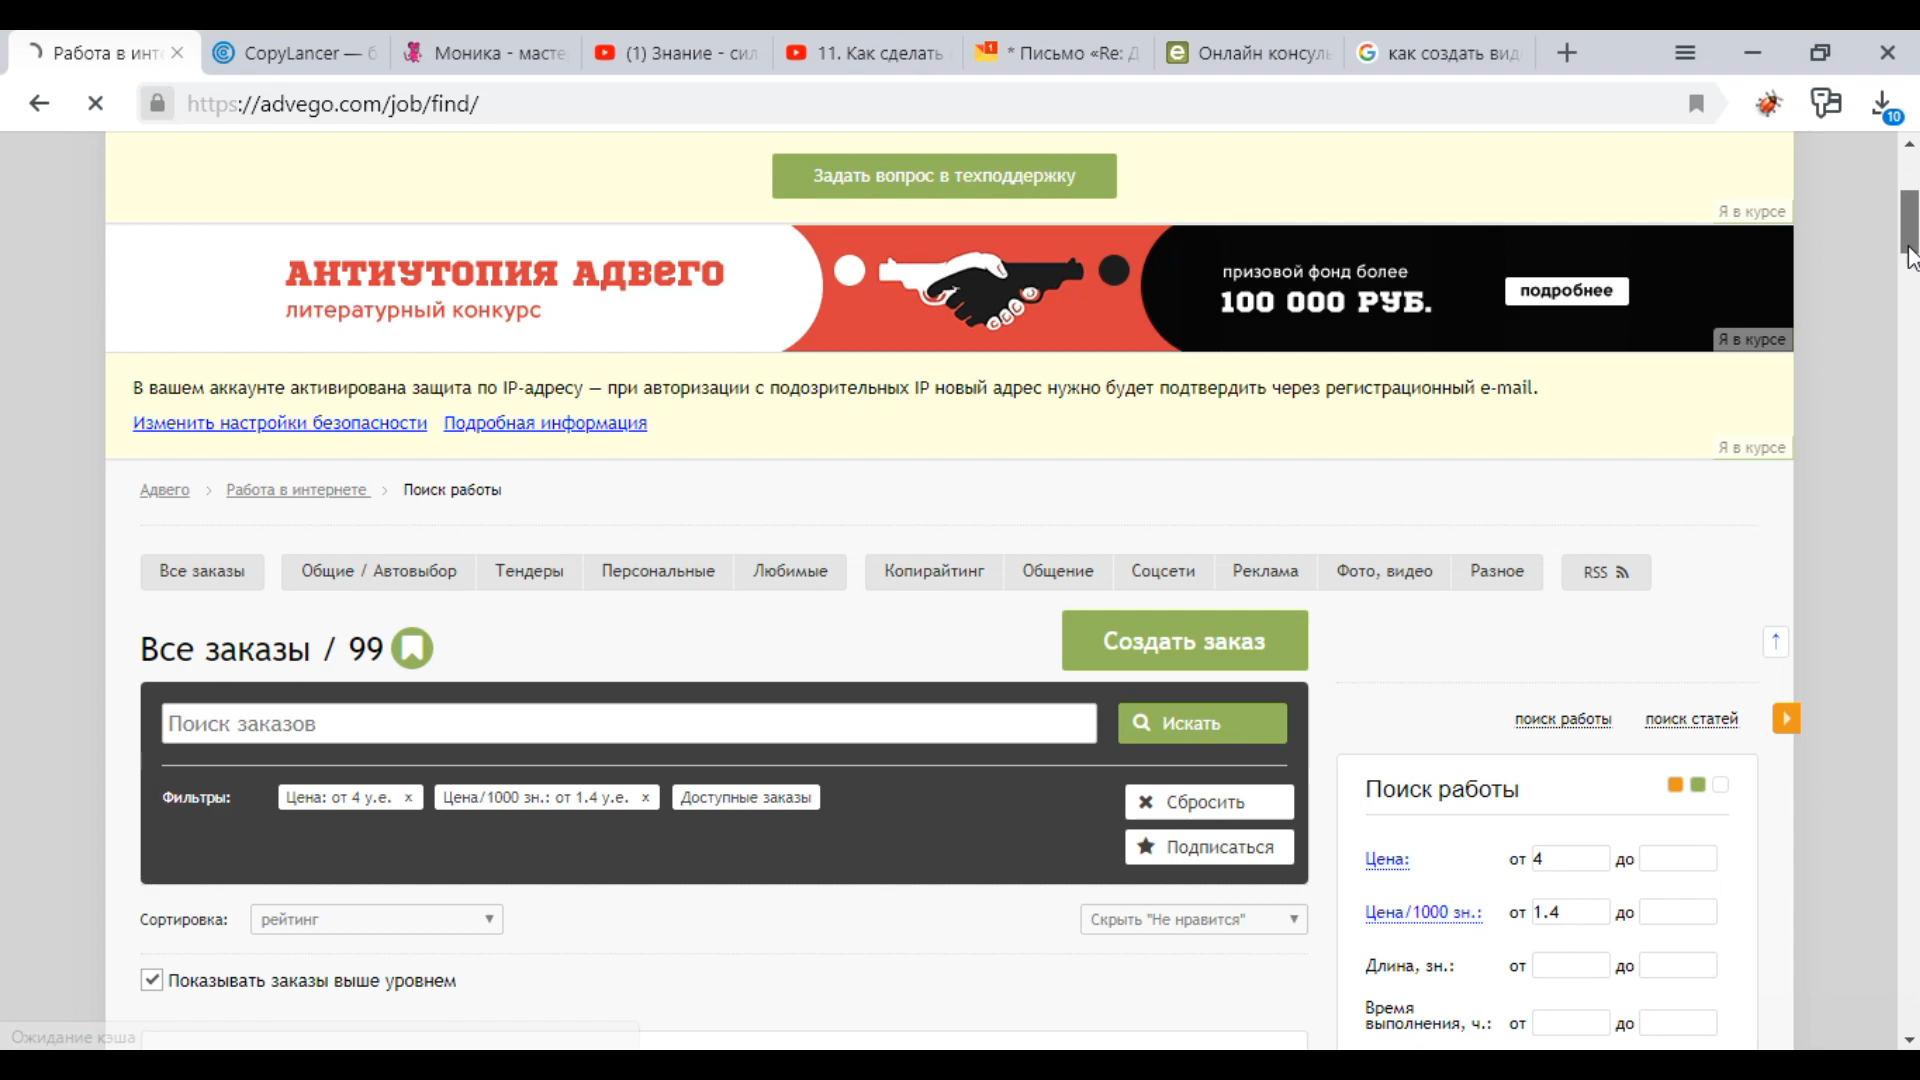 Работа в инте
CopyLancer — б
Моника - масте
(1) Знание - сил
11. Как сделать
* Письмо «Re: Д
Онлайн консуль
как создать вид
https://advego.com/job/find/
10
Задать вопрос в техподдержку
Я в курсе
АНТИУТОПИЯ АДВЕГО
литературный конкурс
призовой фонд более
100 000 РУБ.
подробнее
Я в курсе
В вашем аккаунте активирована защита по IP-адресу — при авторизации с подозрительных IP новый адрес нужно будет подтвердить через регистрационный e-mail.
Изменить настройки безопасности Подробная информация
Я в курсе
Адвего > Работа в интернете > Поиск работы
Все заказы Общие / Автовыбор Тендеры Персональные Любимые Копирайтинг Общение Соцсети Реклама Фото, видео Разное RSS
Все заказы / 99
Создать заказ
Поиск заказов
Искать
поиск работы поиск статей
Фильтры: Цена: от 4 у.е. x Цена/1000 зн.: от 1.4 у.е. x Доступные заказы
Сбросить
Подписаться
Поиск работы
Цена: от 4 до
Цена/1000 зн.: от 1.4 до
Длина, зн.: от до
Время
выполнения, ч.: от до
Сортировка: рейтинг
Скрыть "Не нравится"
Показывать заказы выше уровнем
Ожидание кэша